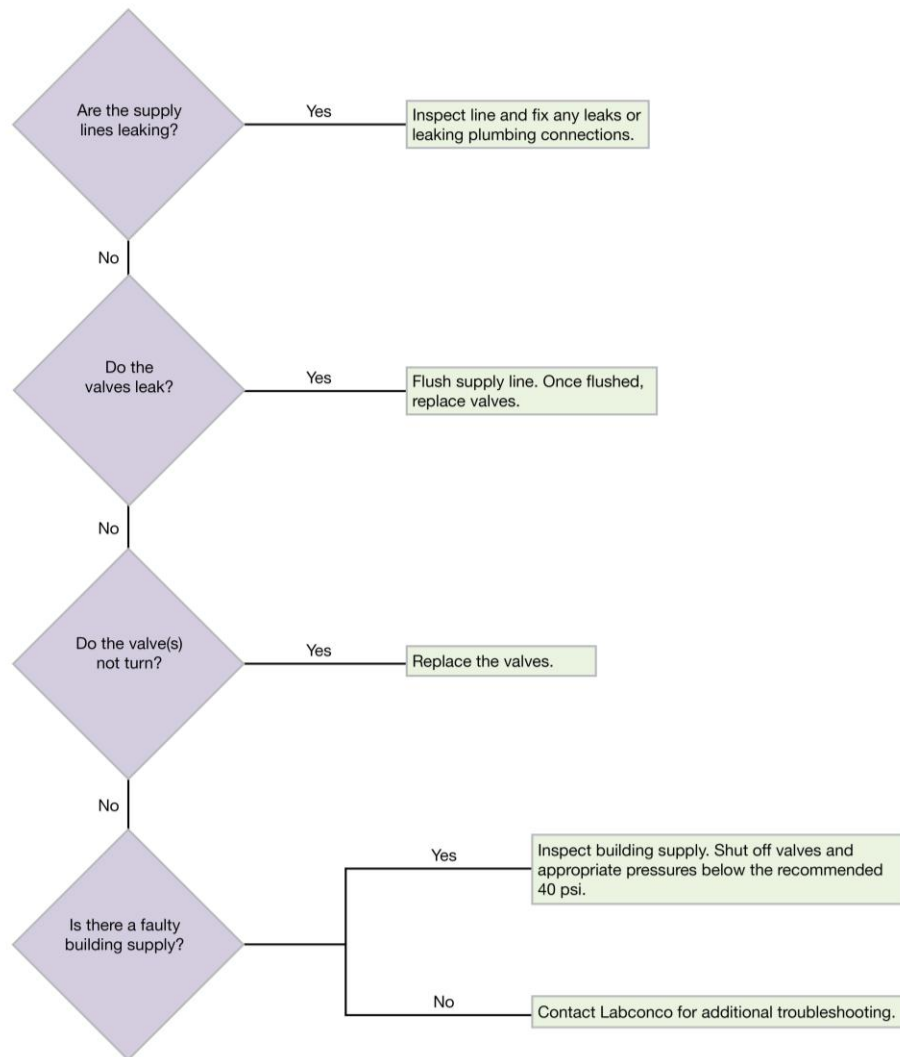 Are the supply
lines leaking?
Yes
Inspect line and fix any leaks or
leaking plumbing connections.
No
Do the
valves leak?
Yes
Flush supply line. Once flushed,
replace valves.
No
Do the valve(s)
not turn?
Yes
Replace the valves.
No
Is there a faulty
building supply?
Yes
Inspect building supply. Shut off valves and
appropriate pressures below the recommended
40 psi.
No
Contact Labconco for additional troubleshooting.